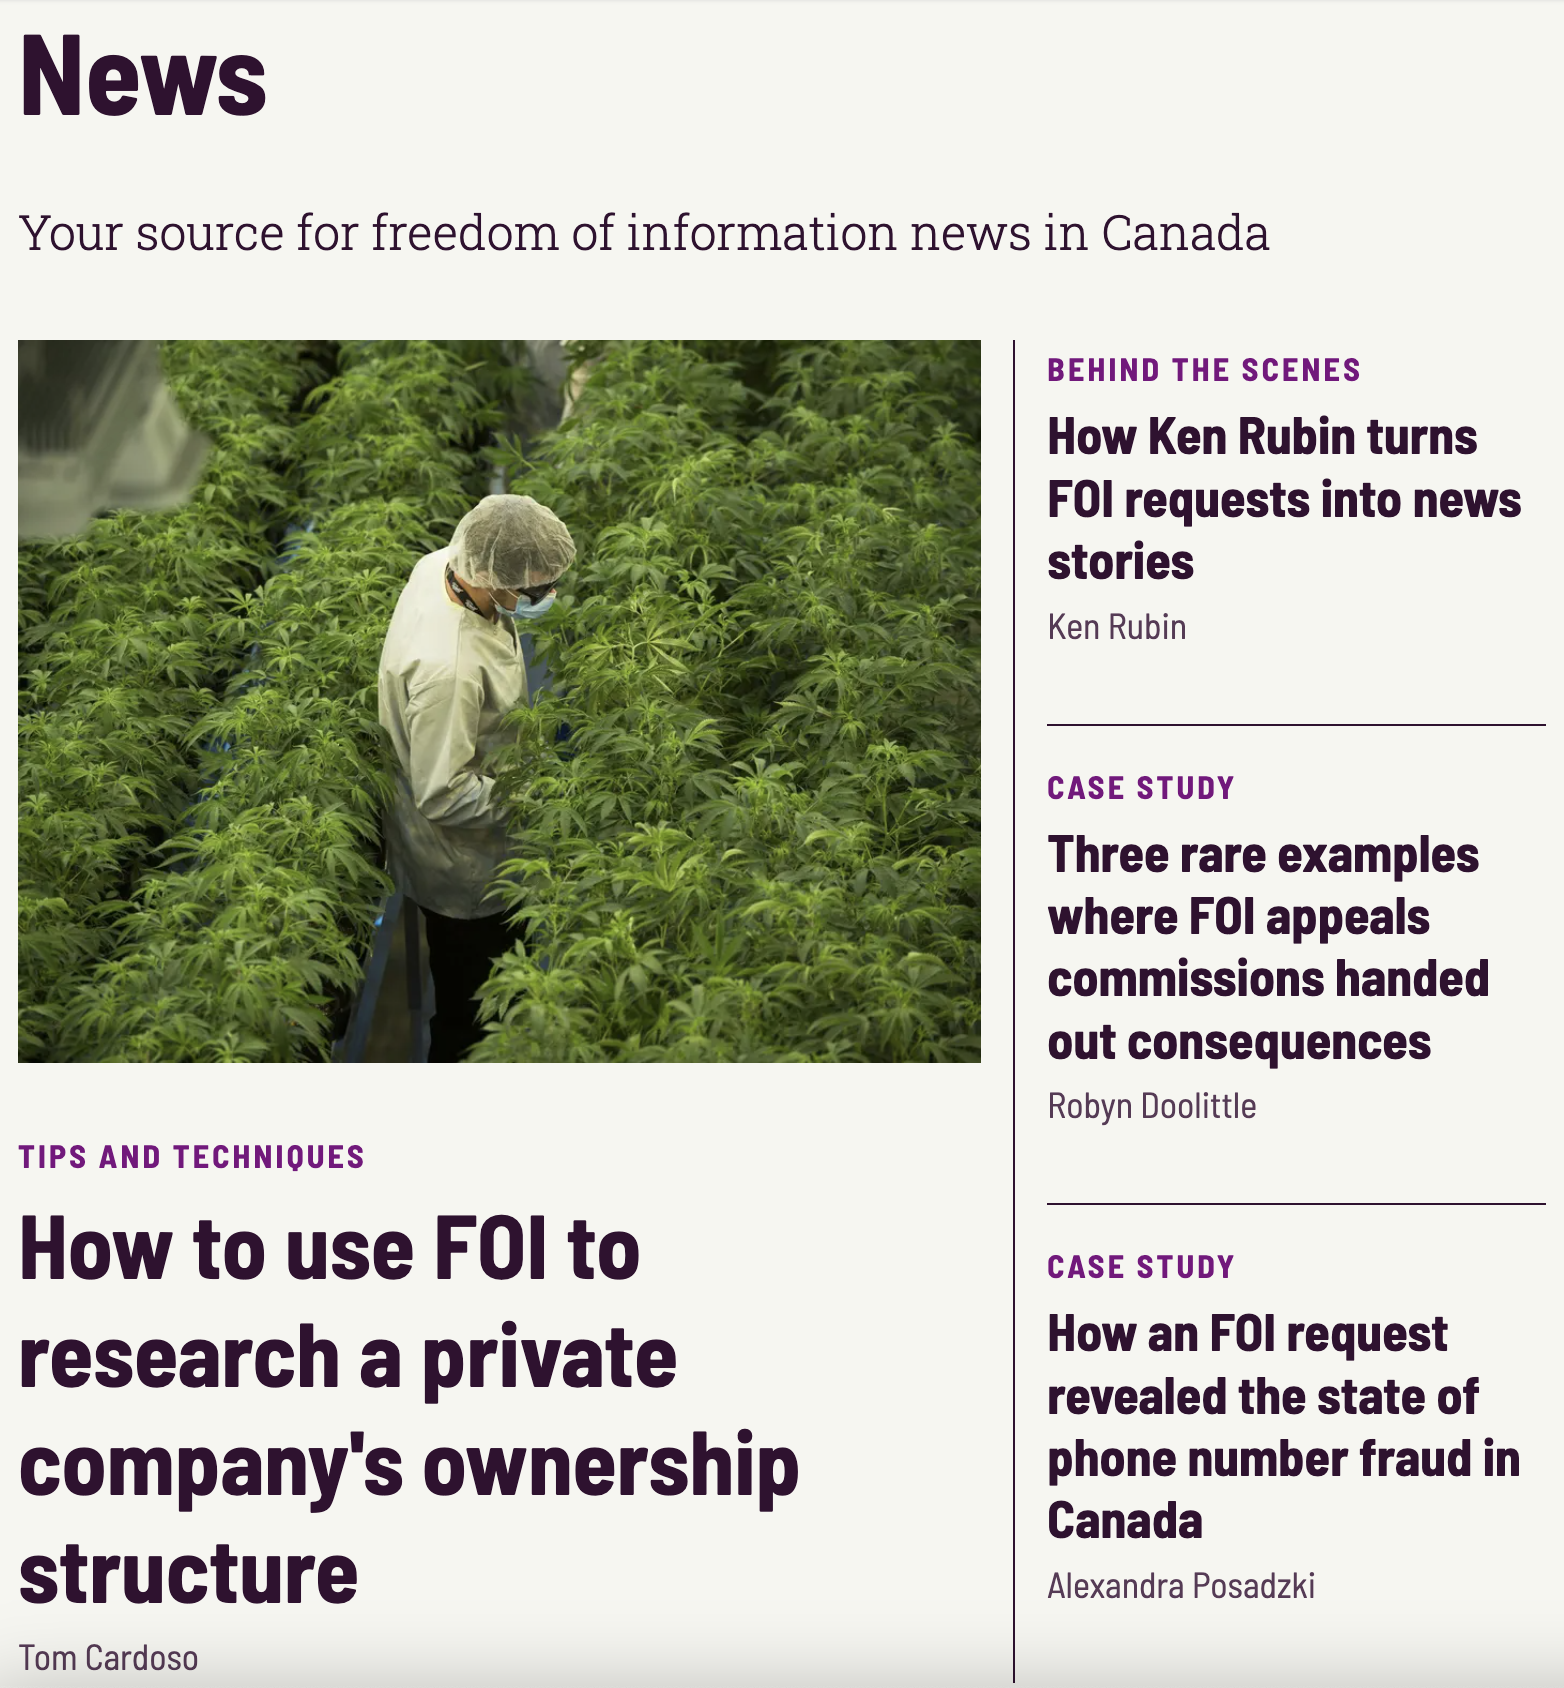 News
Your source for freedom of information news in Canada
TIPS AND TECHNIQUES
How to use FOI to
research a private
company's ownership
structure
Tom Cardoso
BEHIND THE SCENES
How Ken Rubin turns
FOI requests into news
stories
Ken Rubin
CASE STUDY
Three rare examples
where FOI appeals
commissions handed
out consequences
Robyn Doolittle
CASE STUDY
How an FOI request
revealed the state of
phone number fraud in
Canada
Alexandra Posadzki